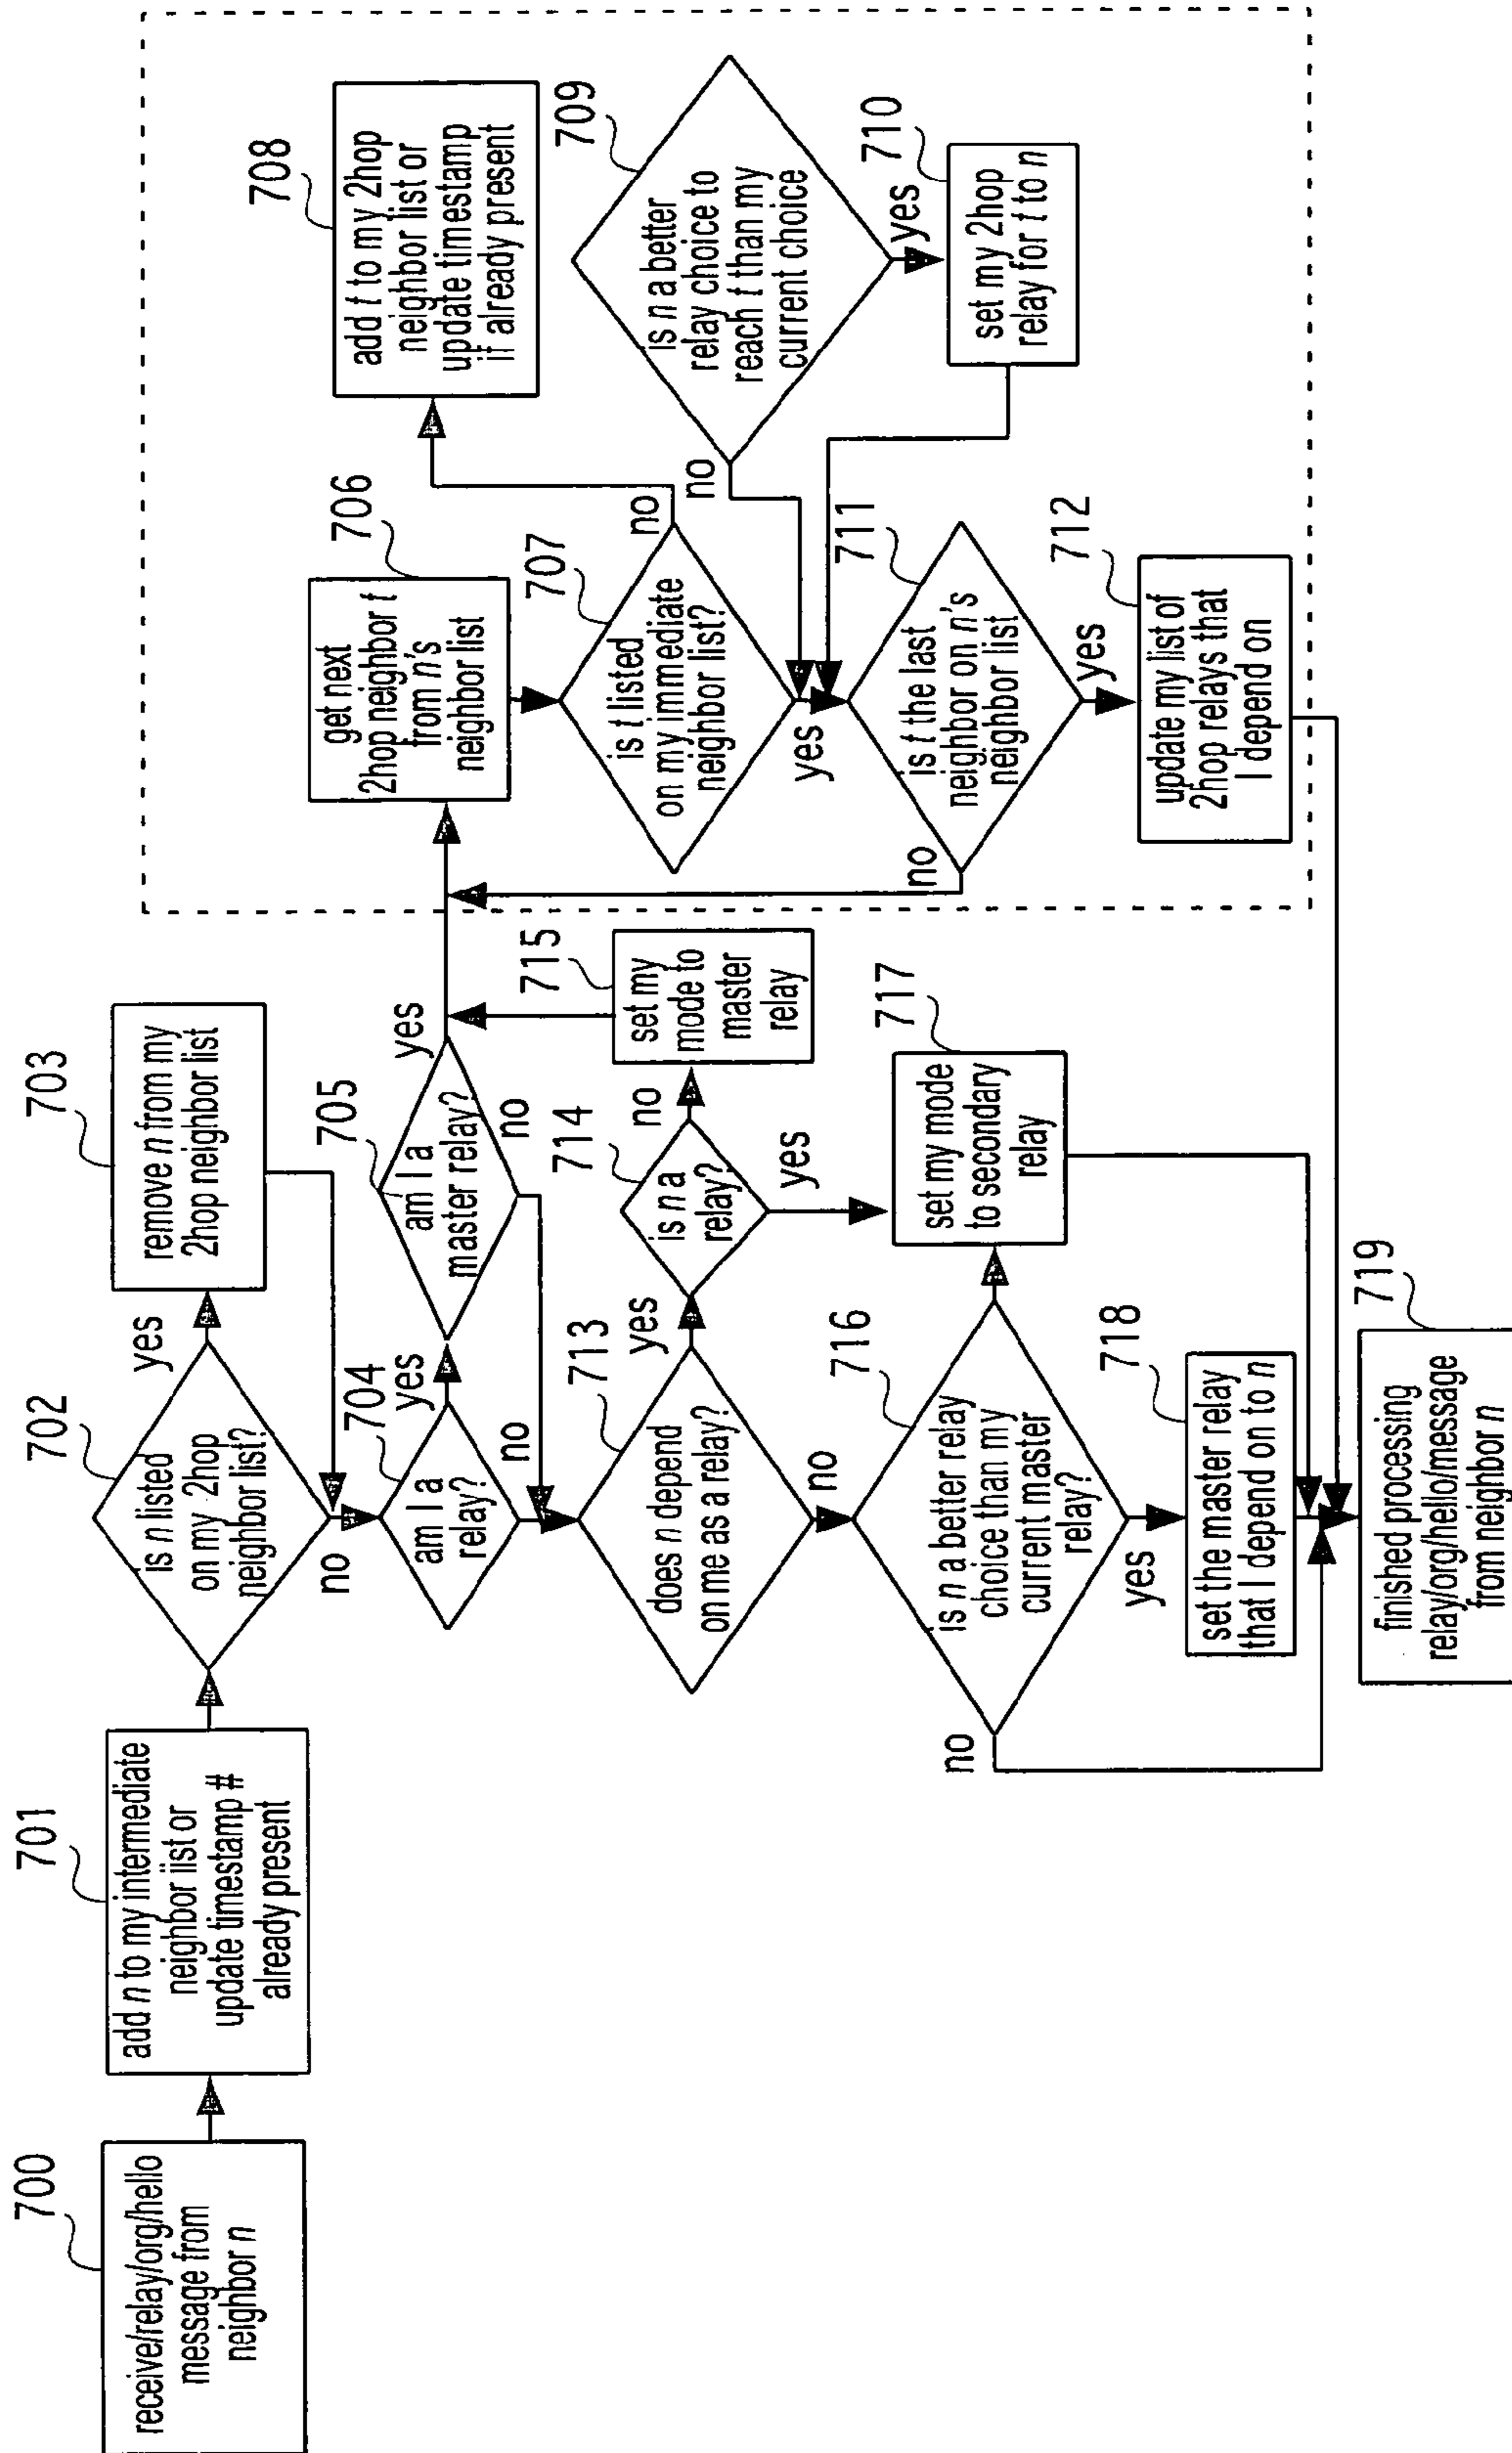 700
receive/relay/org/hello
message from
neighbor n
701
add n to my intermediate
neighbor list or
update timestamp #
already present
702
is n listed
on my 2hop
neighbor list?
yes
no
703
remove n from my
2hop neighbor list
704
am I a
relay?
yes
no
705
am I a
master relay?
yes
no
706
get next
2hop neighbor t
from n's
neighbor list
707
is t listed
on my immediate
neighbor list?
no
yes
708
add t to my 2hop
neighbor list or
update timestamp
if already present
709
is n a better
relay choice to
reach t than my
current choice
no
yes
710
set my 2hop
relay for t to n
711
is t the last
neighbor on n's
neighbor list
no
yes
712
update my list of
2hop relays that
I depend on
713
does n depend
on me as a relay?
yes
no
714
is n a
relay?
no
yes
715
set my
mode to
master
relay
716
is n a better relay
choice than my
current master
relay?
no
yes
717
set my mode
to secondary
relay
718
set the master relay
that I depend on to n
719
finished processing
relay/org/hello/message
from neighbor n